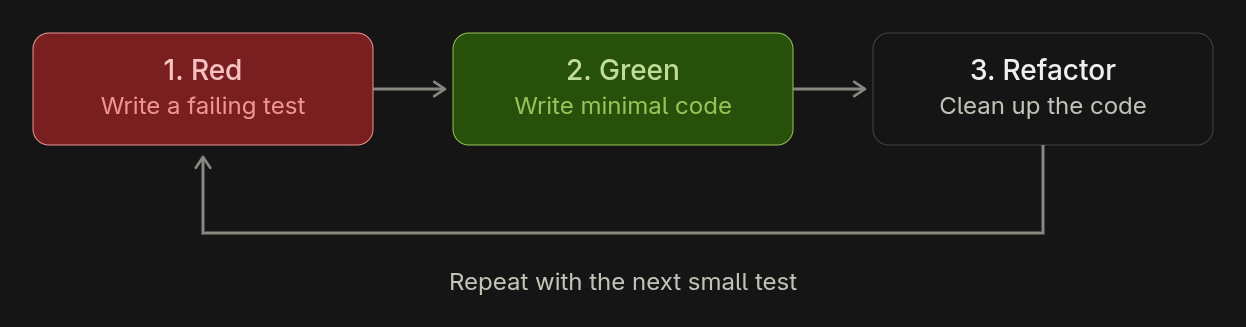 1. Red
Write a failing test
2. Green
Write minimal code
3. Refactor
Clean up the code
Repeat with the next small test